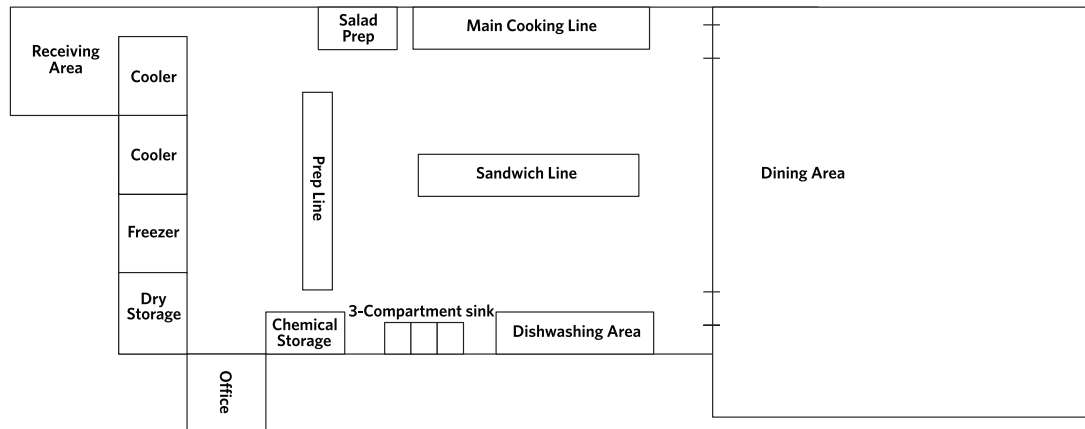 Salad
Prep
Main Cooking Line
Receiving
Area
Cooler
Cooler
Prep Line
Sandwich Line
Dining Area
Freezer
Dry
Storage
3-Compartment sink
Chemical
Storage
Dishwashing Area
Office